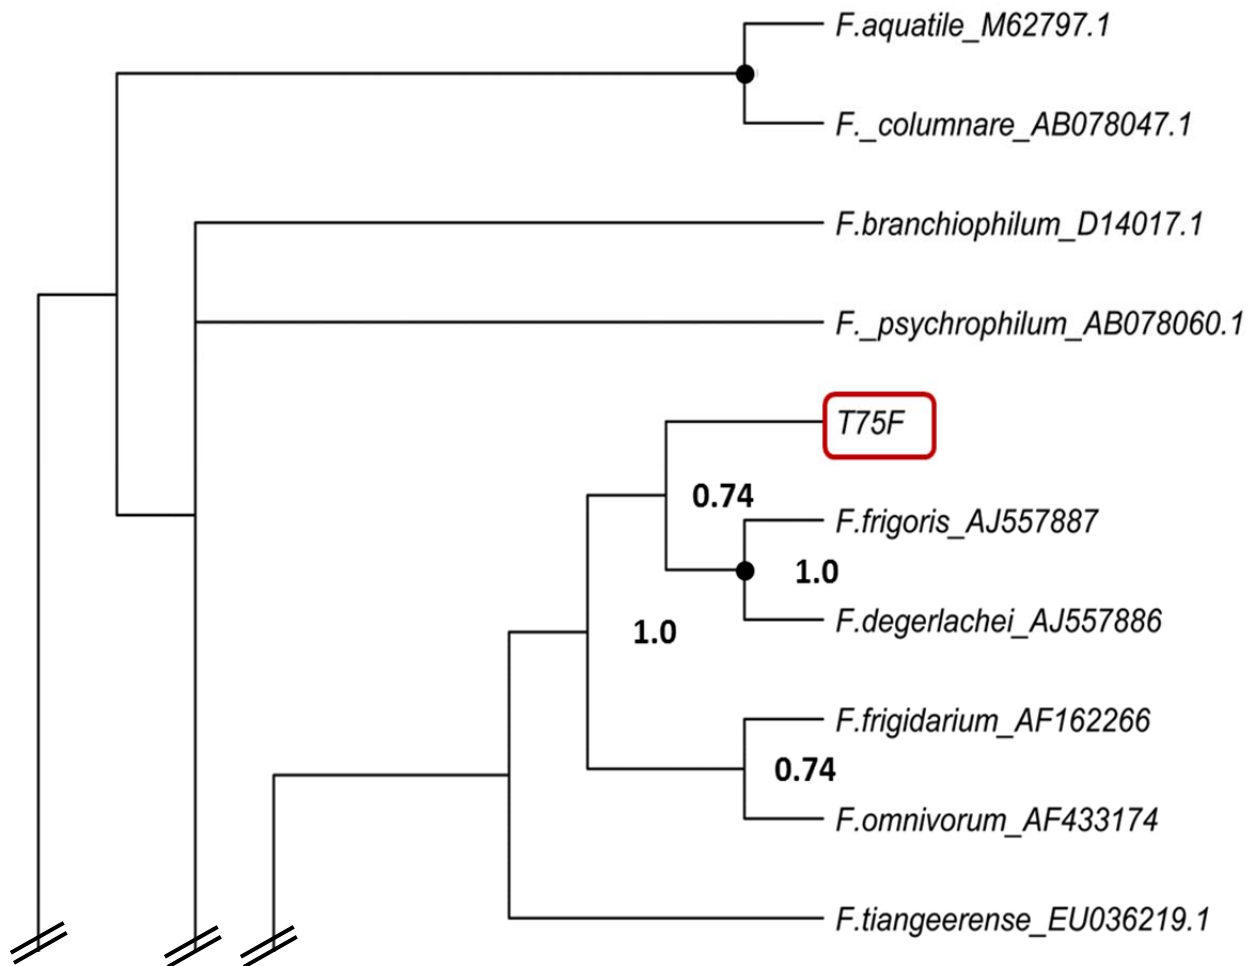 F.aquatile_M62797.1
F._columnare_AB078047.1
F.branchiophilum_D14017.1
F._psychrophilum_AB078060.1
T75F
0.74
F.frigoris_AJ557887
1.0
F.degerlachei_AJ557886
1.0
F.frigidarium_AF162266
0.74
F.omnivorum_AF433174
F.tiangeerense_EU036219.1